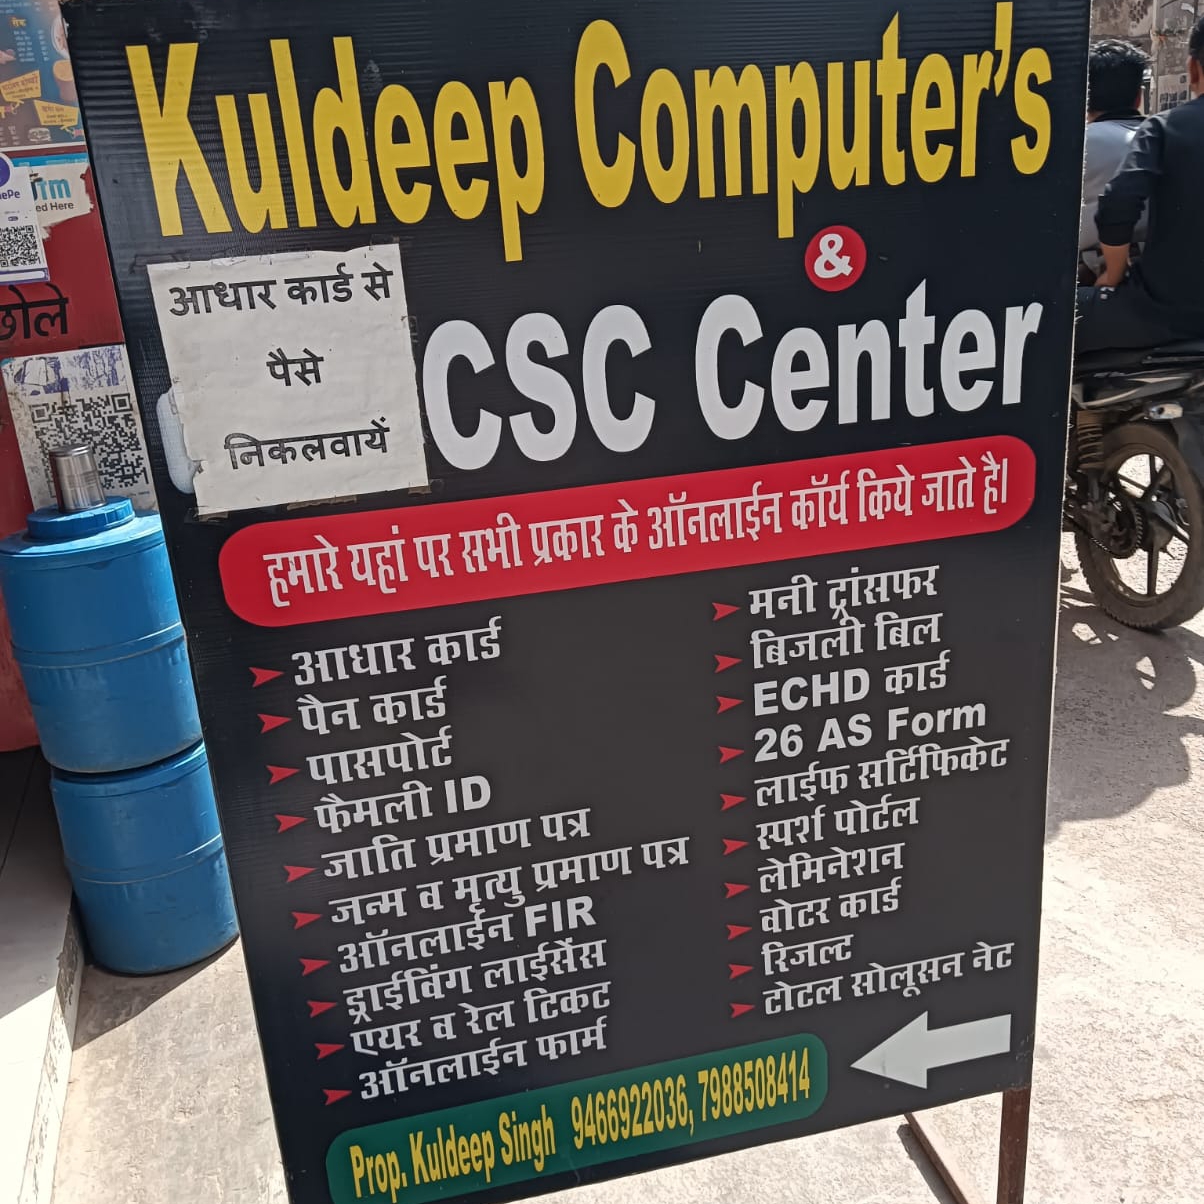 Kuldeep Computer's
&
CSC Center
आधार कार्ड से
पैसे
निकलवायें
हमारे यहां पर सभी प्रकार के ऑनलाईन कॉर्य किये जाते है।
आधार कार्ड
पैन कार्ड
पासपोर्ट
फैमली ID
जाति प्रमाण पत्र
जन्म व मृत्यु प्रमाण पत्र
ऑनलाईन FIR
ड्राईविंग लाईसेंस
एयर व रेल टिकट
ऑनलाईन फार्म
मनी ट्रांसफर
बिजली बिल
ECHD कार्ड
26 AS Form
लाईफ सर्टिफिकेट
स्पर्श पोर्टल
लेमिनेशन
वोटर कार्ड
रिजल्ट
टोटल सोलूसन नेट
Prop. Kuldeep Singh 9466922036, 7988508414
छोले